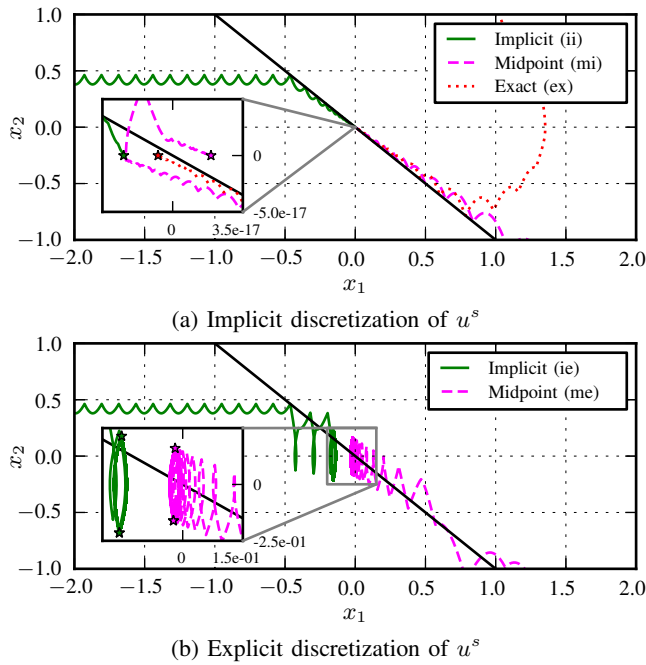 1.0
0.5
0.0
−0.5
−1.0
x₂
Implicit (ii)
Midpoint (mi)
Exact (ex)
0
-5.0e-17
0
3.5e-17
−2.0 −1.5 −1.0 −0.5 0.0 0.5 1.0 1.5 2.0
x₁
(a) Implicit discretization of uˢ
1.0
0.5
0.0
−0.5
−1.0
x₂
Implicit (ie)
Midpoint (me)
0
-2.5e-01
0
1.5e-01
−2.0 −1.5 −1.0 −0.5 0.0 0.5 1.0 1.5 2.0
x₁
(b) Explicit discretization of uˢ